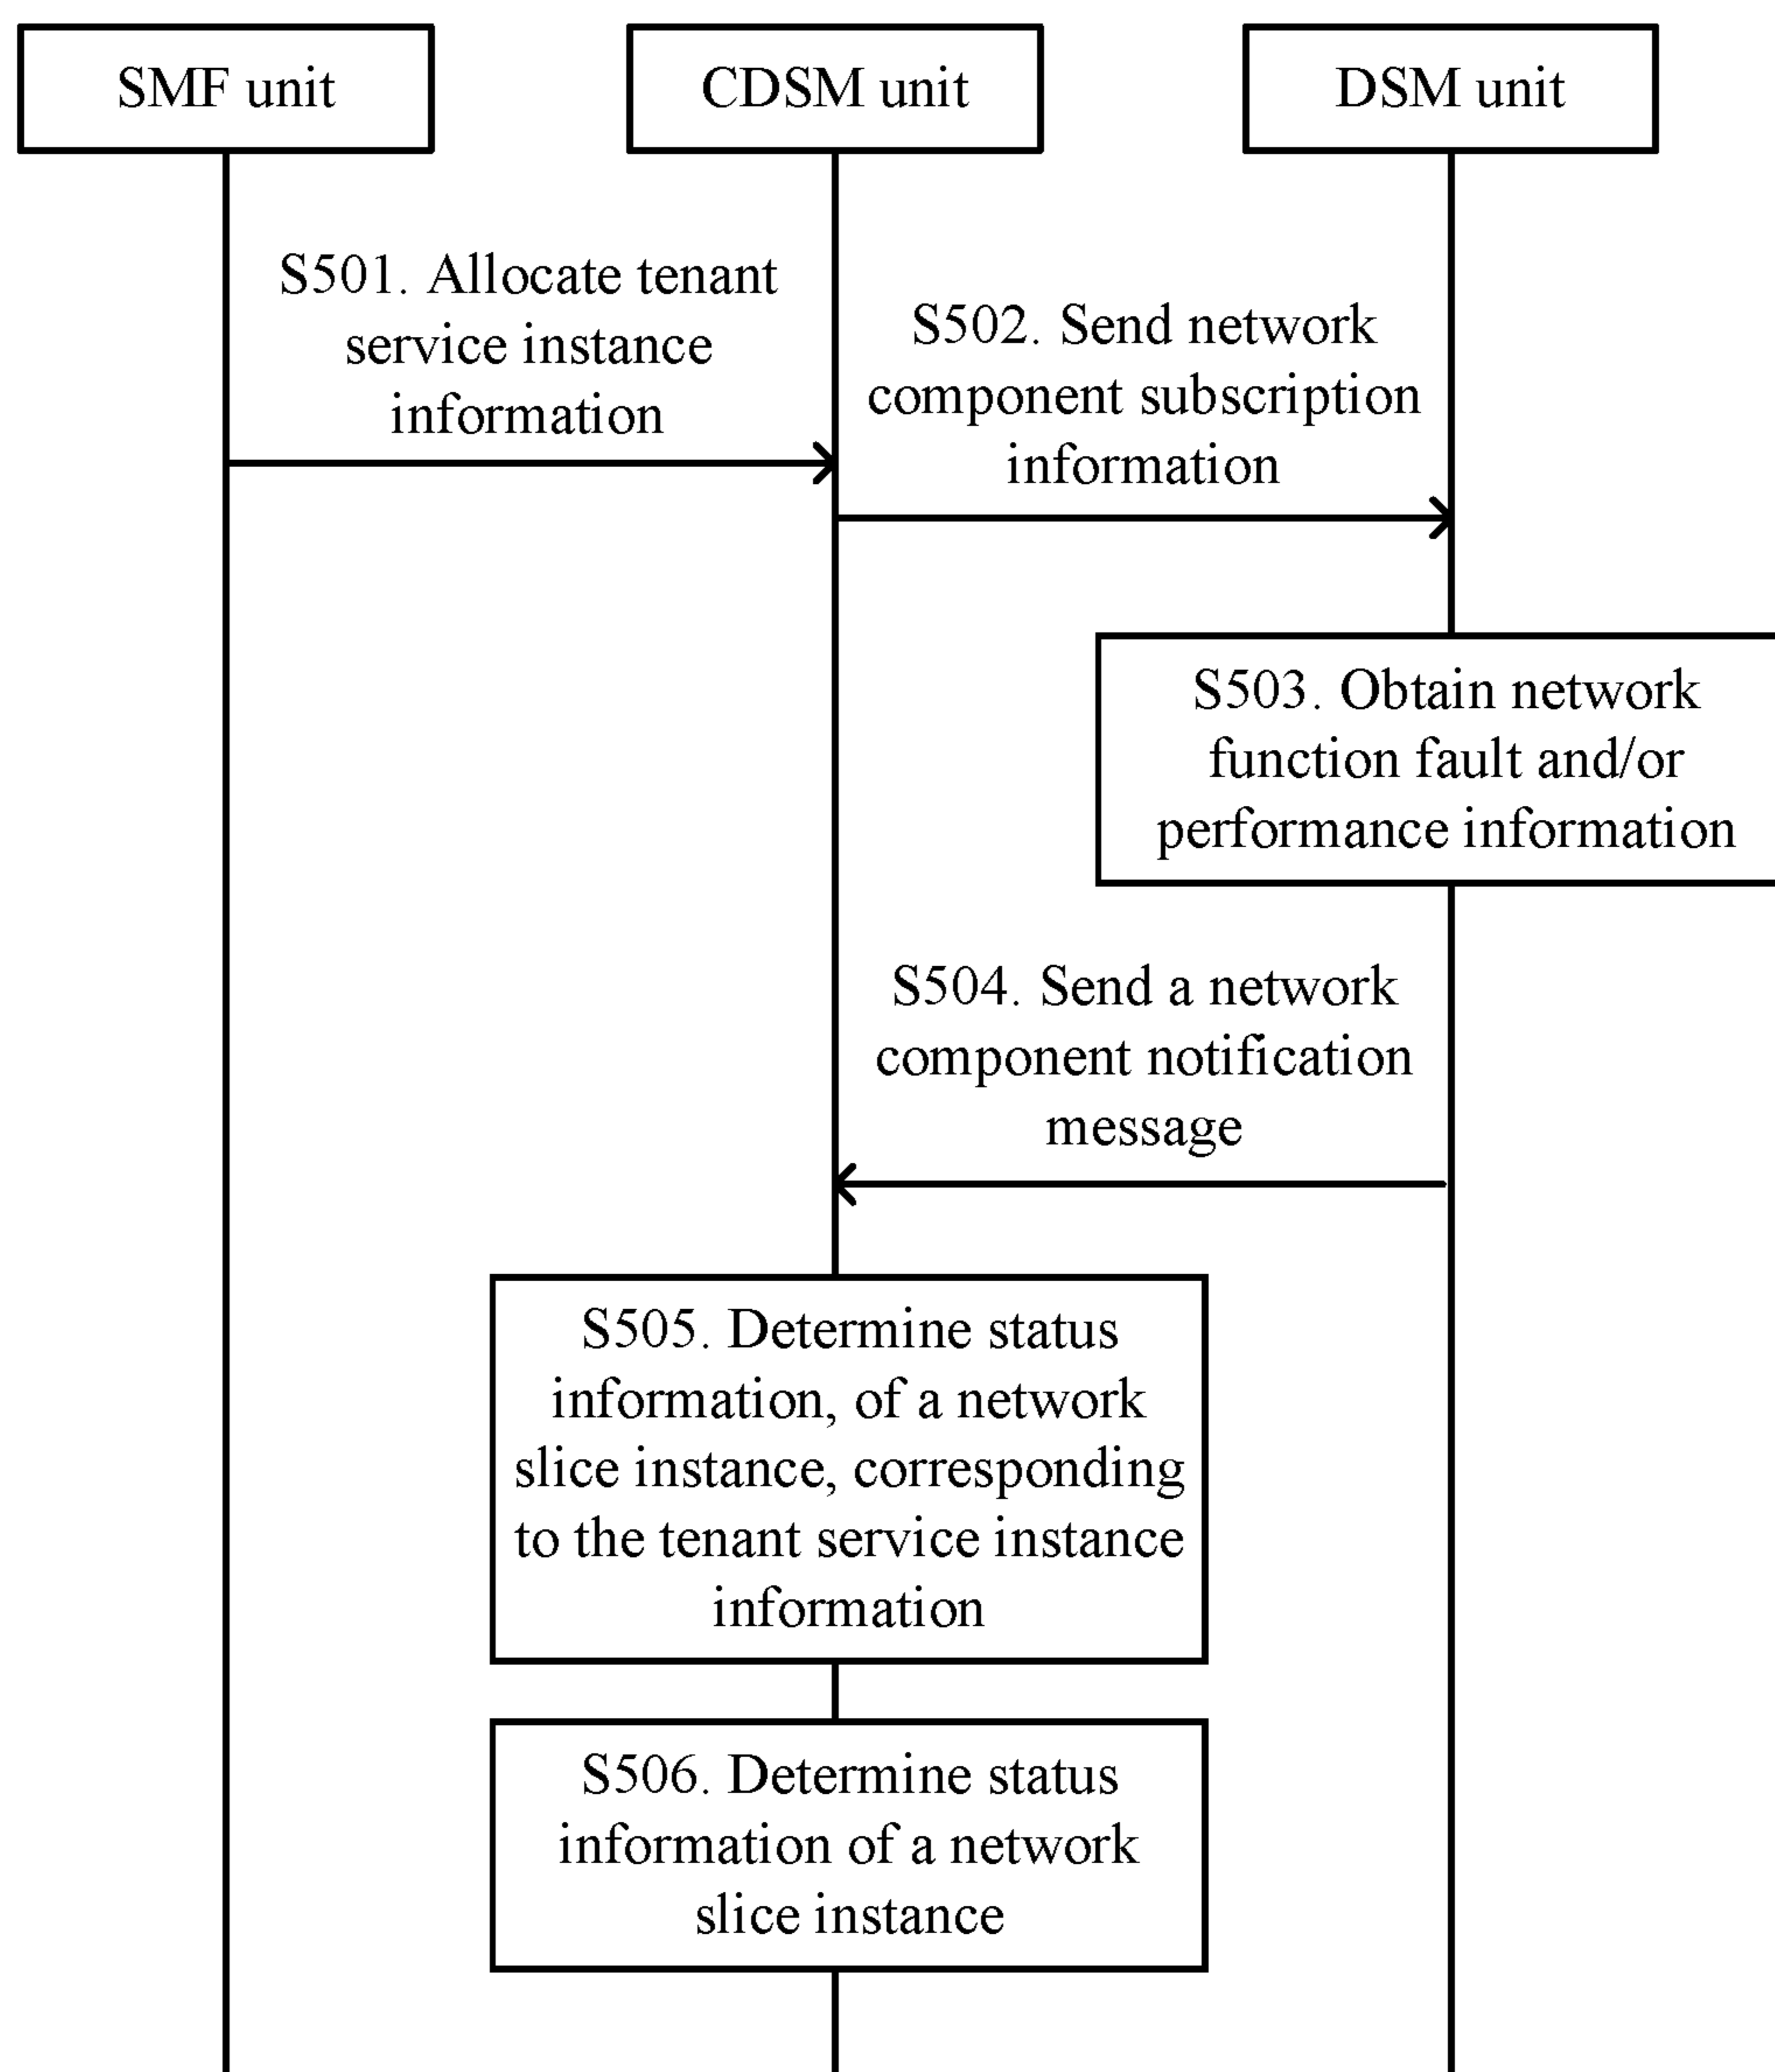 SMF unit
CDSM unit
DSM unit
S501. Allocate tenant
service instance
information
S502. Send network
component subscription
information
S503. Obtain network
function fault and/or
performance information
S504. Send a network
component notification
message
S505. Determine status
information, of a network
slice instance, corresponding
to the tenant service instance
information
S506. Determine status
information of a network
slice instance